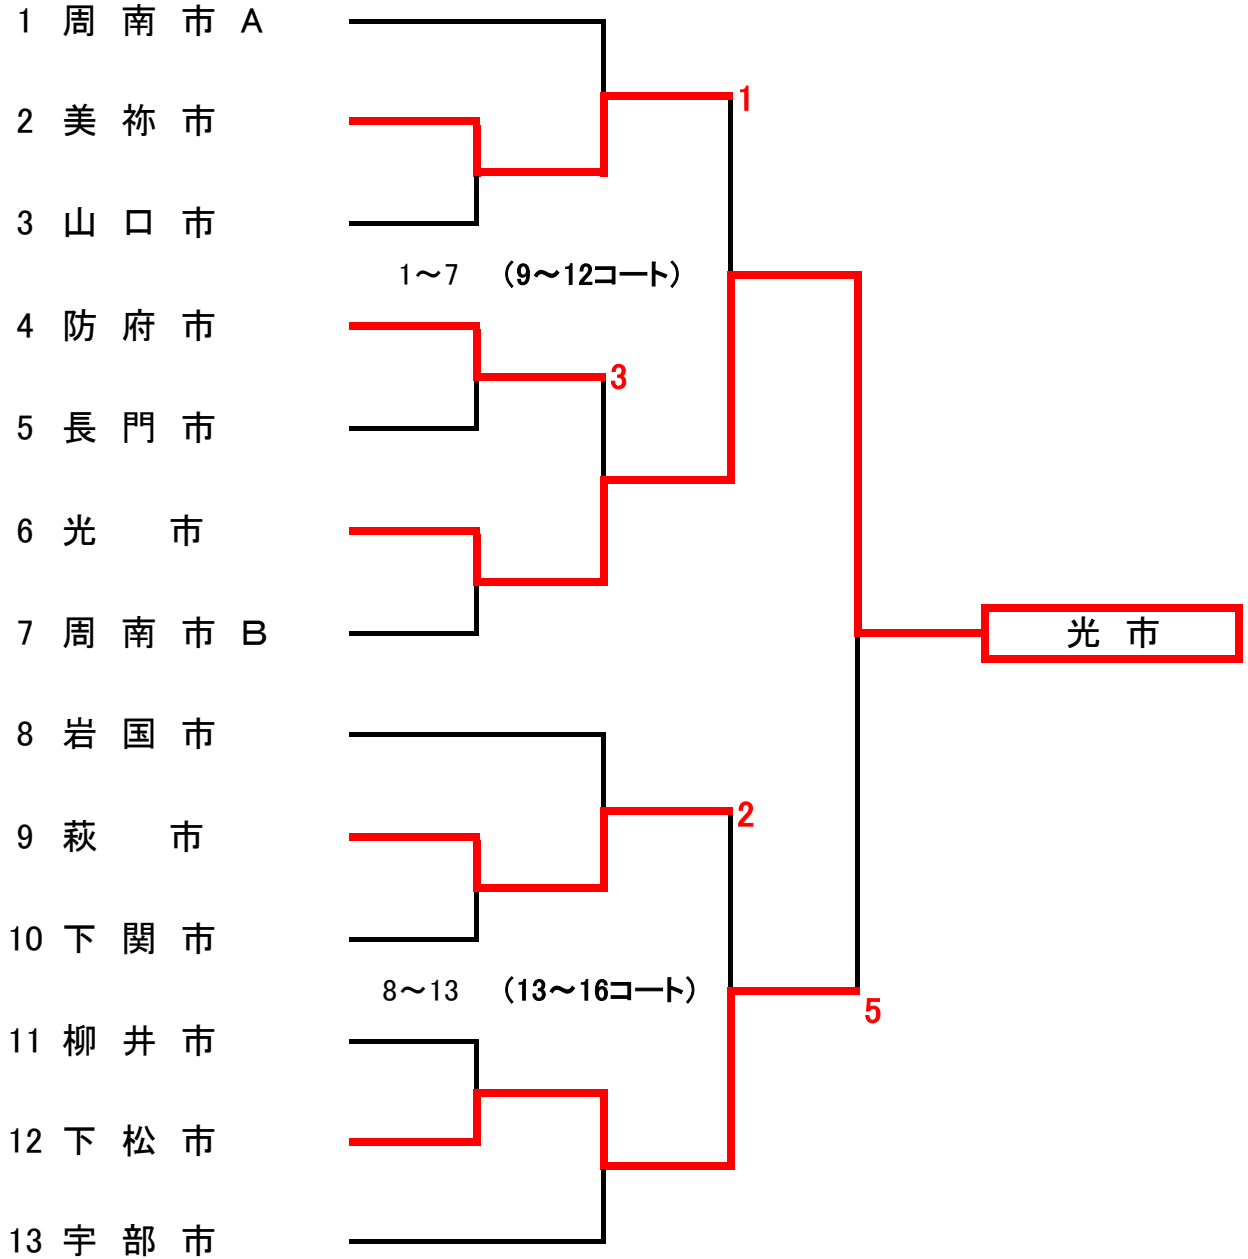 1 周南市A
1
2 美祢市
3 山口市
1～7 （9～12コート）
4 防府市
3
5 長門市
6 光市
7 周南市B
光市
8 岩国市
2
9 萩市
10 下関市
8～13 （13～16コート）
5
11 柳井市
12 下松市
13 宇部市